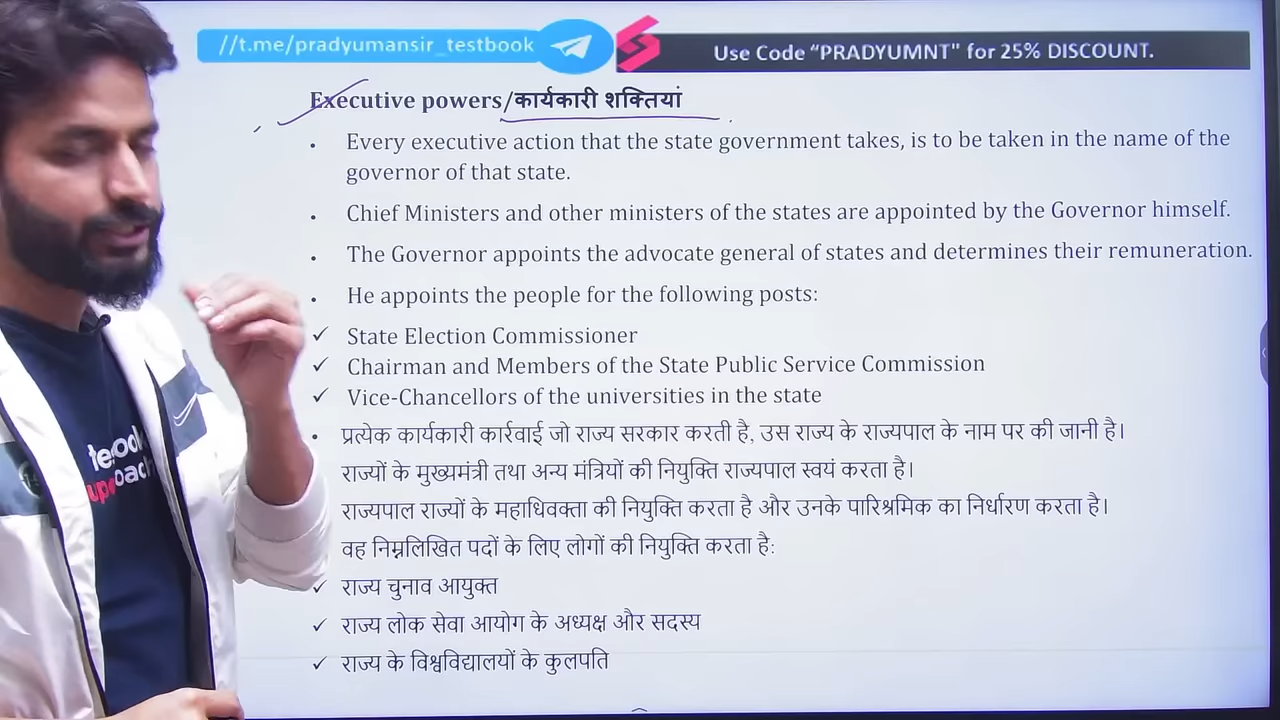 //t.me/pradyumansir_testbook
Use Code “PRADYUMNT" for 25% DISCOUNT.
Executive powers/कार्यकारी शक्तियां
• Every executive action that the state government takes, is to be taken in the name of the
governor of that state.
• Chief Ministers and other ministers of the states are appointed by the Governor himself.
• The Governor appoints the advocate general of states and determines their remuneration.
• He appoints the people for the following posts:
✓ State Election Commissioner
✓ Chairman and Members of the State Public Service Commission
✓ Vice-Chancellors of the universities in the state
• प्रत्येक कार्यकारी कार्रवाई जो राज्य सरकार करती है, उस राज्य के राज्यपाल के नाम पर की जानी है।
राज्यों के मुख्यमंत्री तथा अन्य मंत्रियों की नियुक्ति राज्यपाल स्वयं करता है।
राज्यपाल राज्यों के महाधिवक्ता की नियुक्ति करता है और उनके पारिश्रमिक का निर्धारण करता है।
वह निम्नलिखित पदों के लिए लोगों की नियुक्ति करता है:
✓ राज्य चुनाव आयुक्त
✓ राज्य लोक सेवा आयोग के अध्यक्ष और सदस्य
✓ राज्य के विश्वविद्यालयों के कुलपति